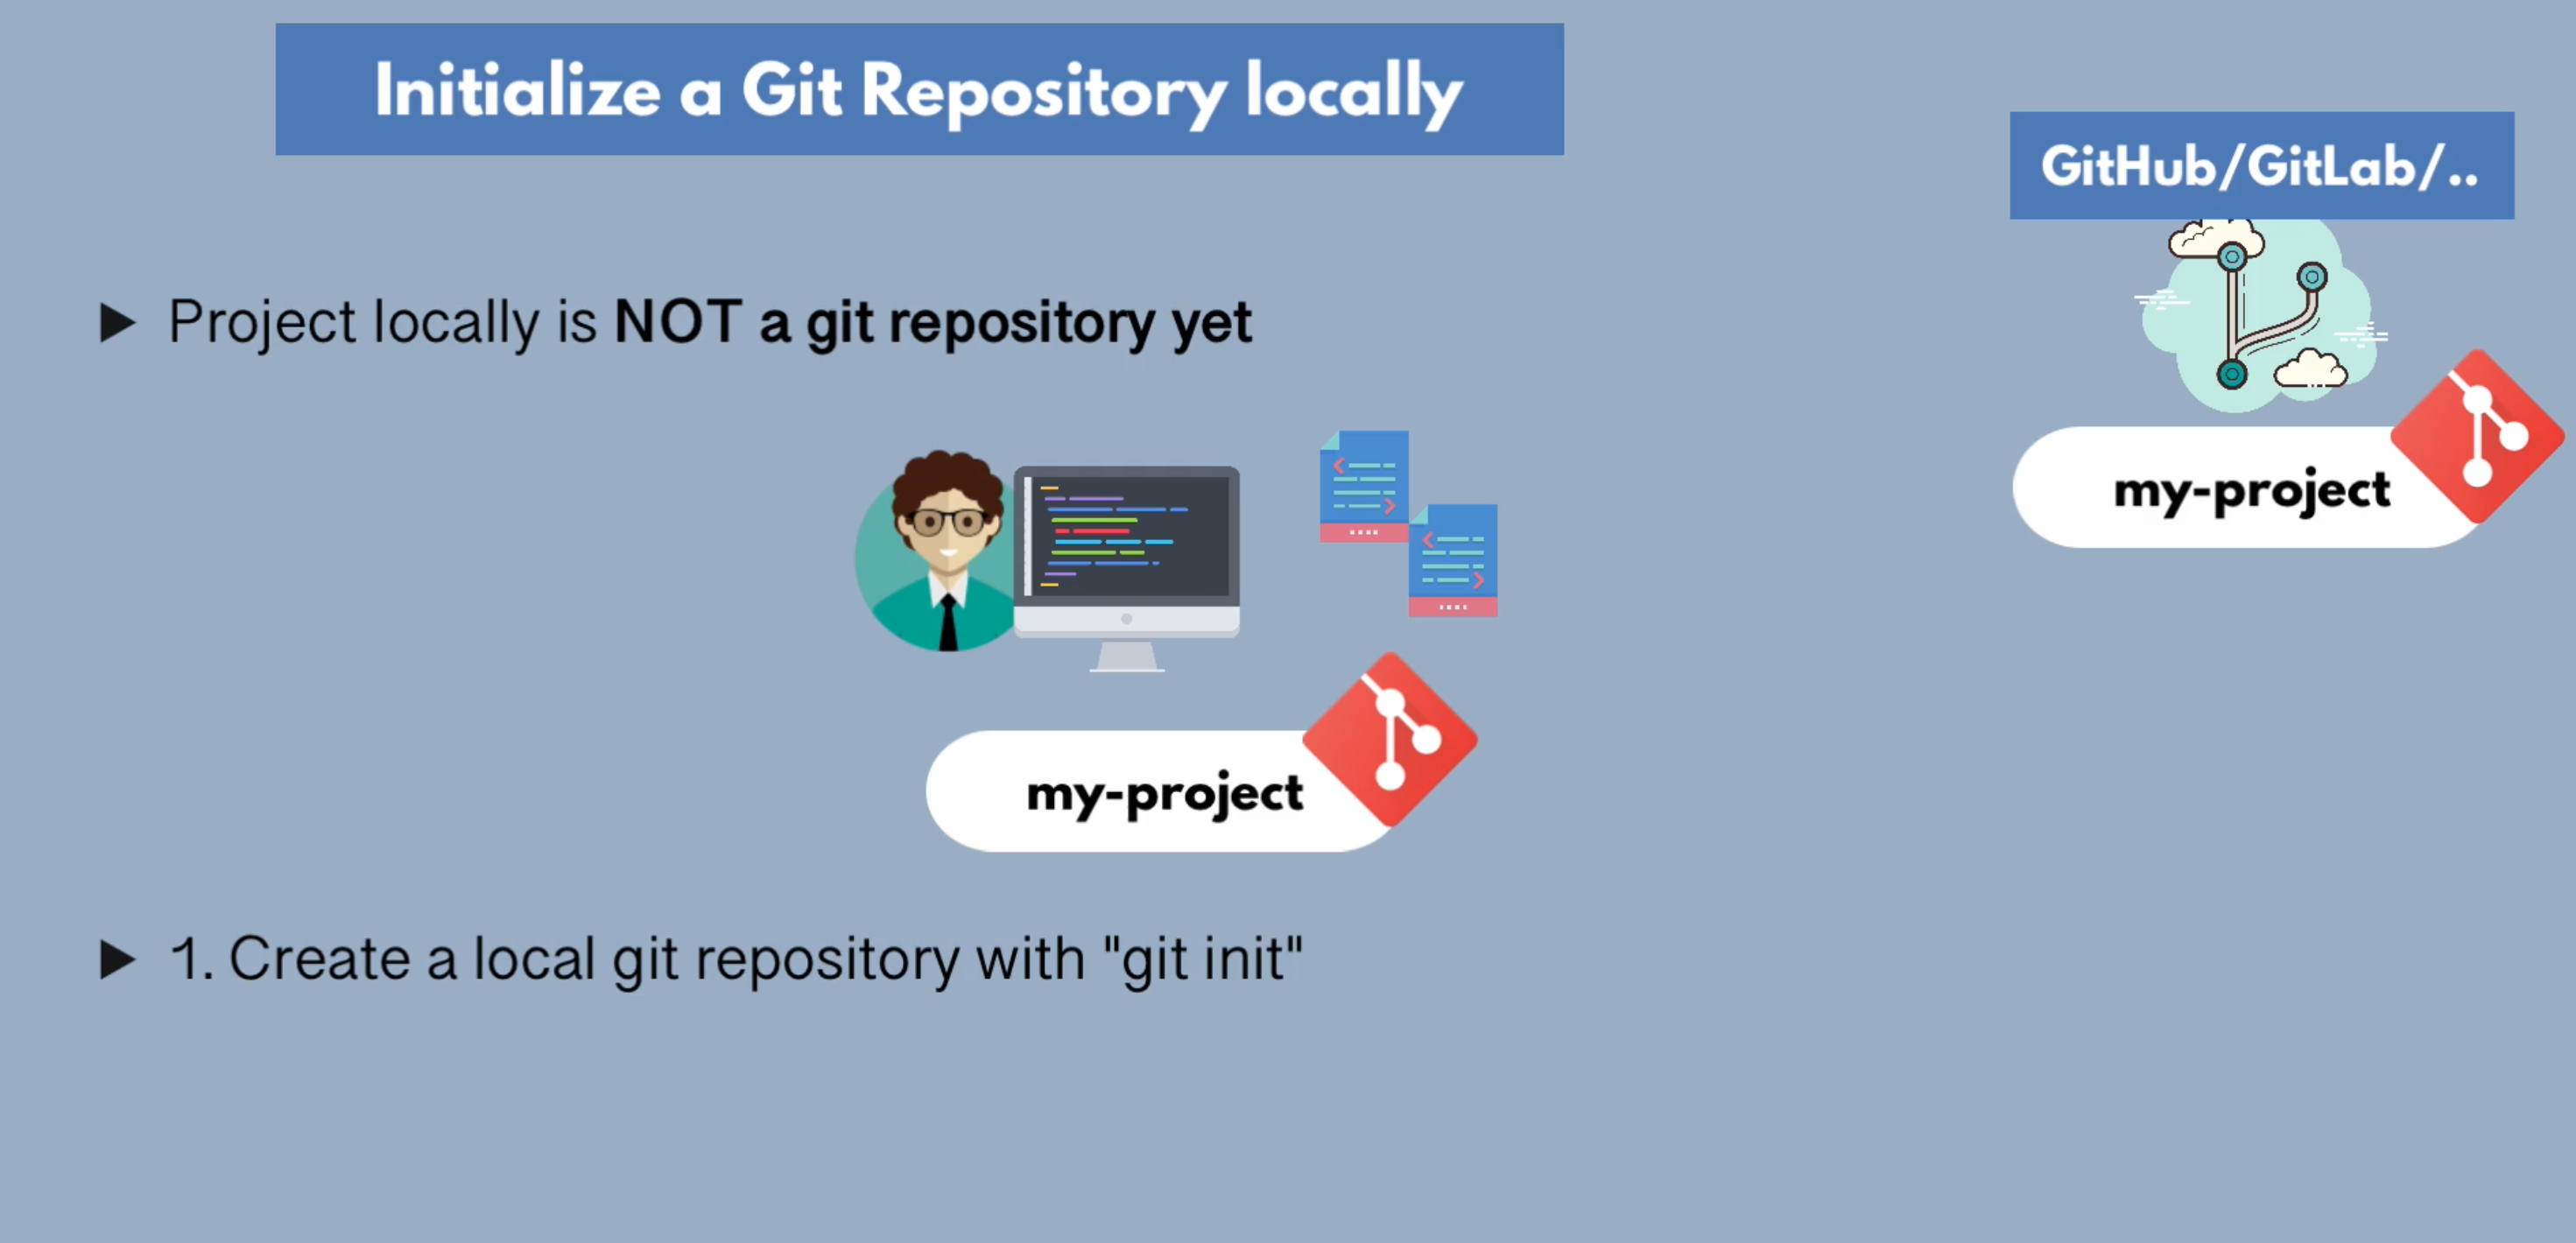 Initialize a Git Repository locally
GitHub/GitLab/..
Project locally is NOT a git repository yet
my-project
my-project
1. Create a local git repository with "git init"